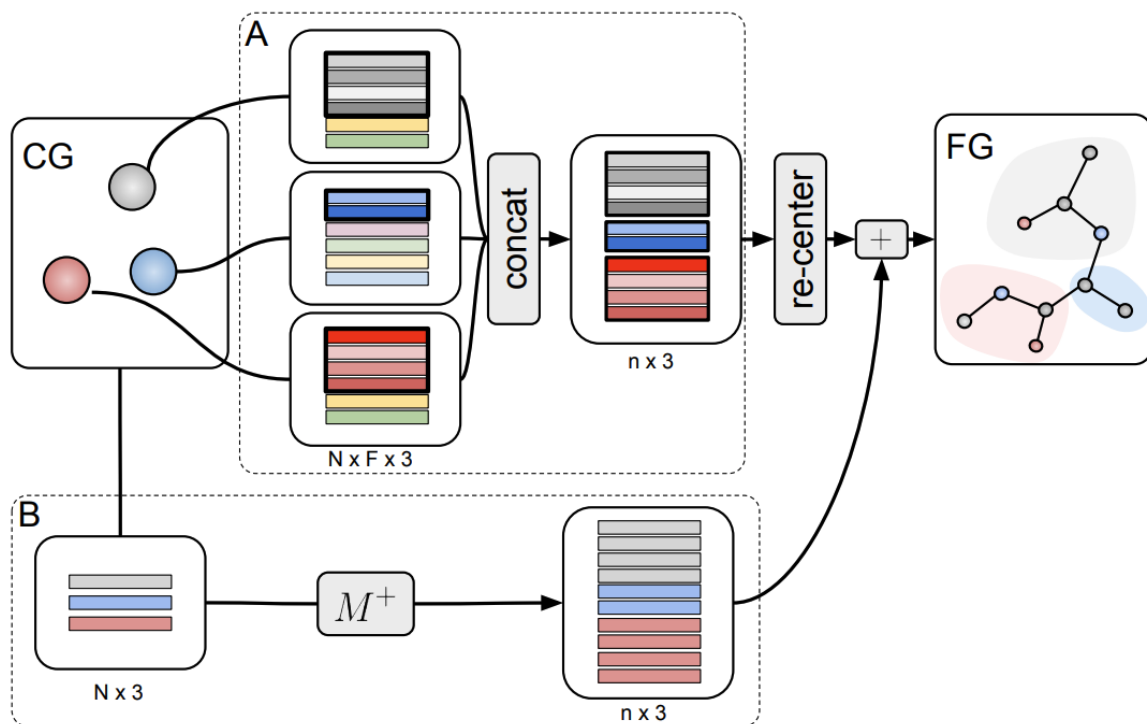 A
CG
concat
re-center
+
FG
n x 3
N x F x 3
B
M⁺
N x 3
n x 3